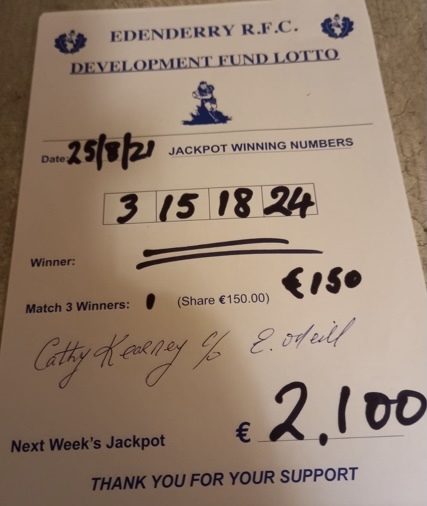 EDENDERRY R.F.C.
DEVELOPMENT FUND LOTTO
Date: 25/8/21 JACKPOT WINNING NUMBERS
3 15 18 24
Winner:
€150
Match 3 Winners: 1 (Share €150.00)
Cathy Kearney c/o E. O'Neill
Next Week's Jackpot € 2,100
THANK YOU FOR YOUR SUPPORT